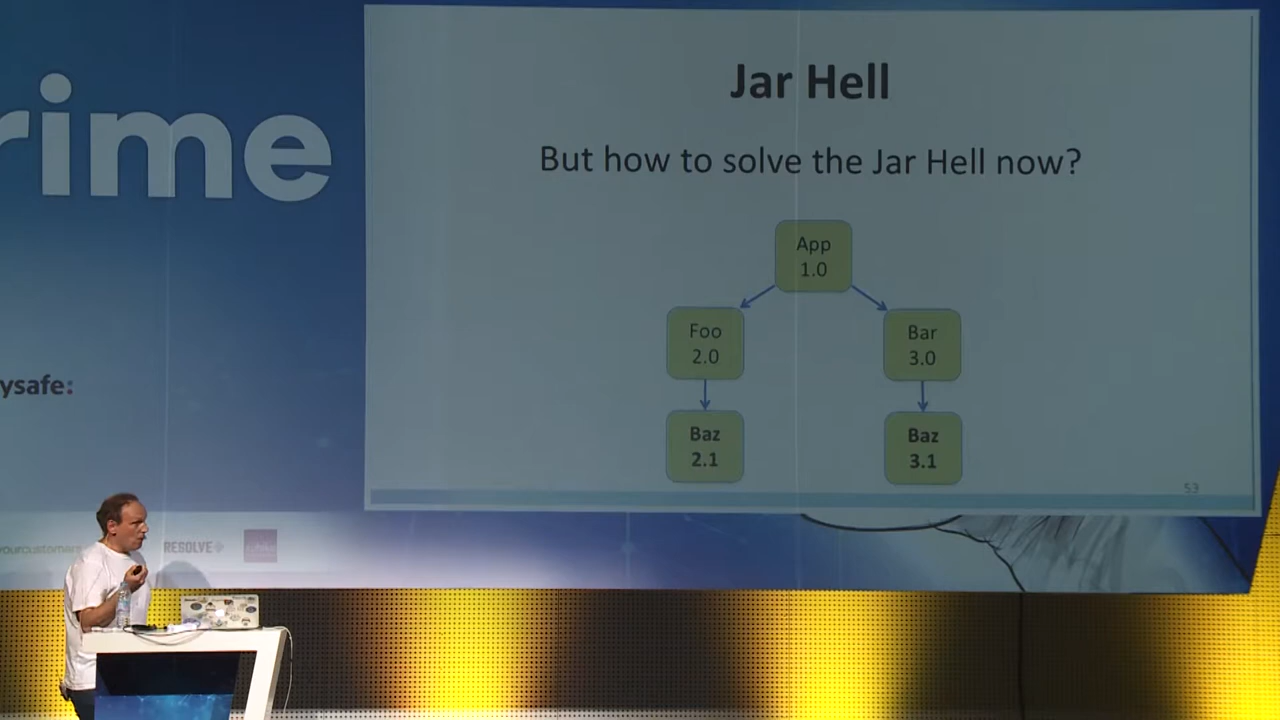 Jar Hell
But how to solve the Jar Hell now?
App
1.0
Foo
2.0
Bar
3.0
Baz
2.1
Baz
3.1
53
rime
ysafe:
yourcustomers
RESOLVE